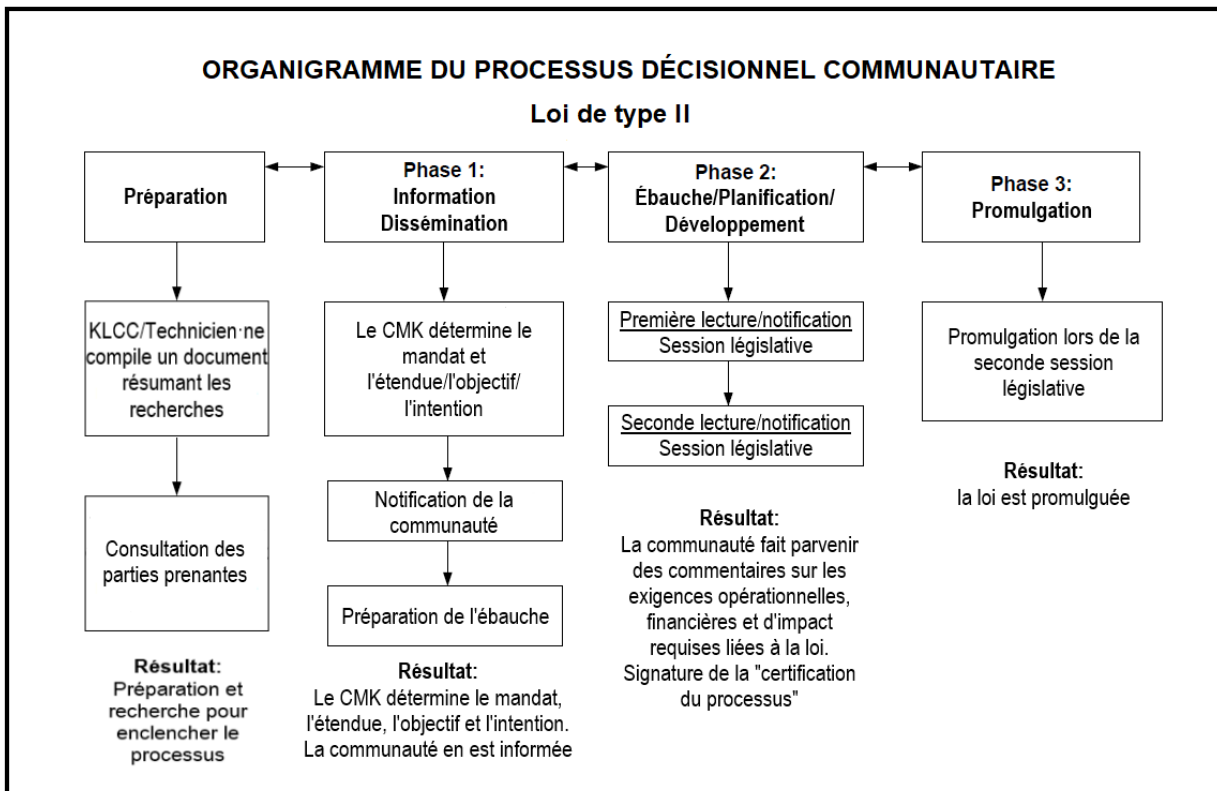 ORGANIGRAMME DU PROCESSUS DÉCISIONNEL COMMUNAUTAIRE
Loi de type II
Préparation
KLCC/Technicien·ne
compile un document
résumant les
recherches
Consultation des
parties prenantes
Résultat:
Préparation et
recherche pour
enclencher le
processus
Phase 1:
Information
Dissémination
Le CMK détermine le
mandat et
l'étendue/l'objectif/
l'intention
Notification de la
communauté
Préparation de l'ébauche
Résultat:
Le CMK détermine le mandat,
l'étendue, l'objectif et l'intention.
La communauté en est informée
Phase 2:
Ébauche/Planification/
Développement
Première lecture/notification
Session législative
Seconde lecture/notification
Session législative
Résultat:
La communauté fait parvenir
des commentaires sur les
exigences opérationnelles,
financières et d'impact
requises liées à la loi.
Signature de la "certification
du processus"
Phase 3:
Promulgation
Promulgation lors de la
seconde session
législative
Résultat:
la loi est promulguée